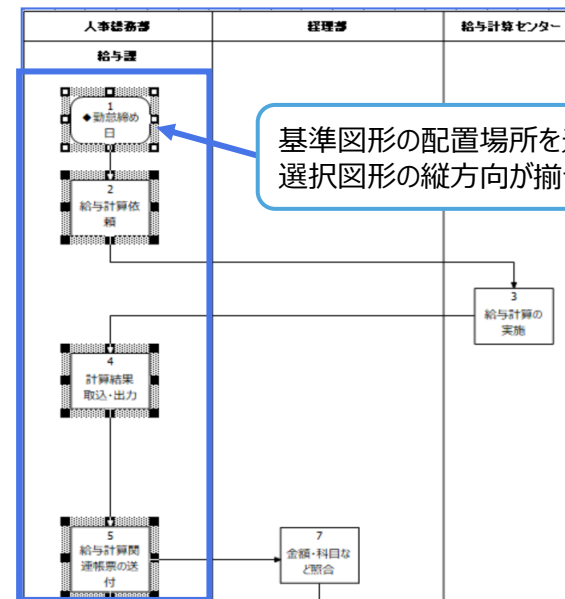 人事総務部
経理部
給与計算センター
給与課
1
◆勤怠締め
日
基準図形の配置場所を
選択図形の縦方向が揃
2
給与計算依
頼
3
給与計算の
実施
4
計算結果
取込・出力
5
給与計算関
連帳票の送
付
7
金額・科目な
ど照合